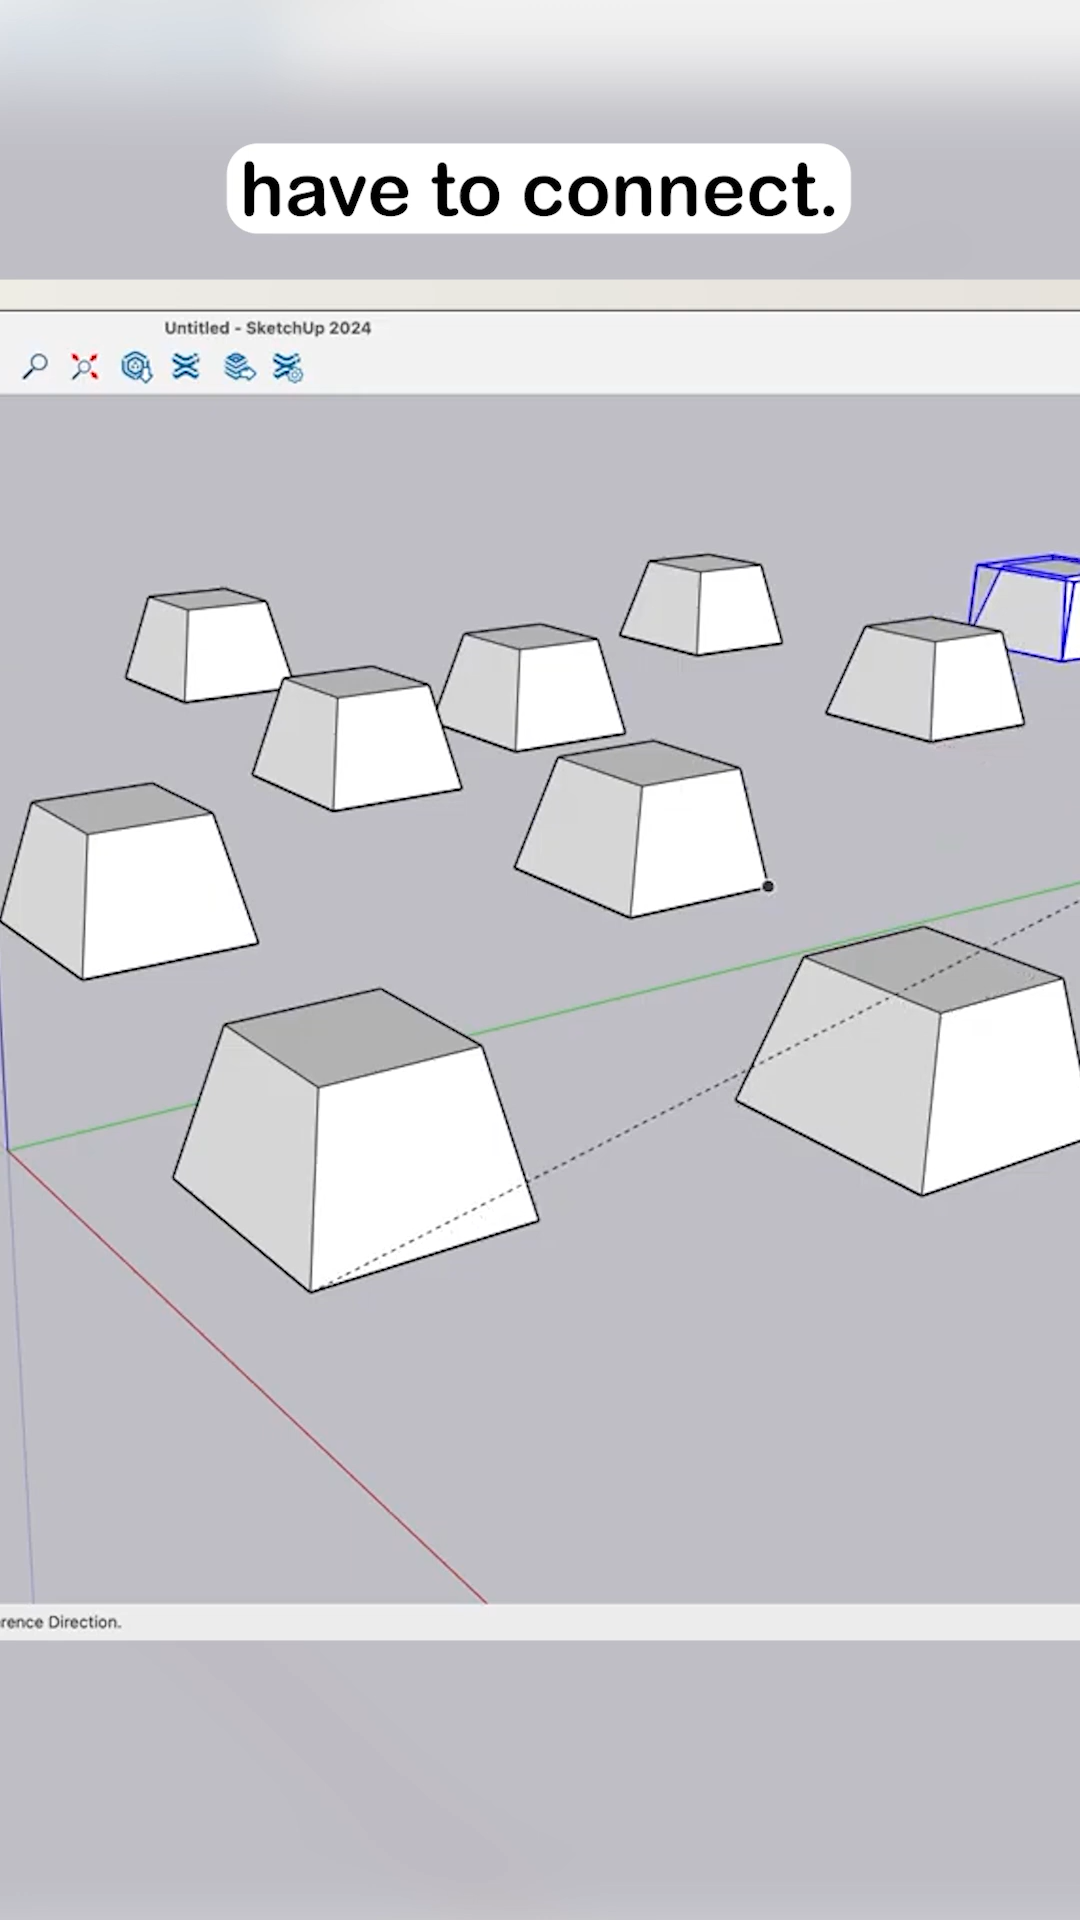 have to connect.
Untitled - SketchUp 2024
rence Direction.